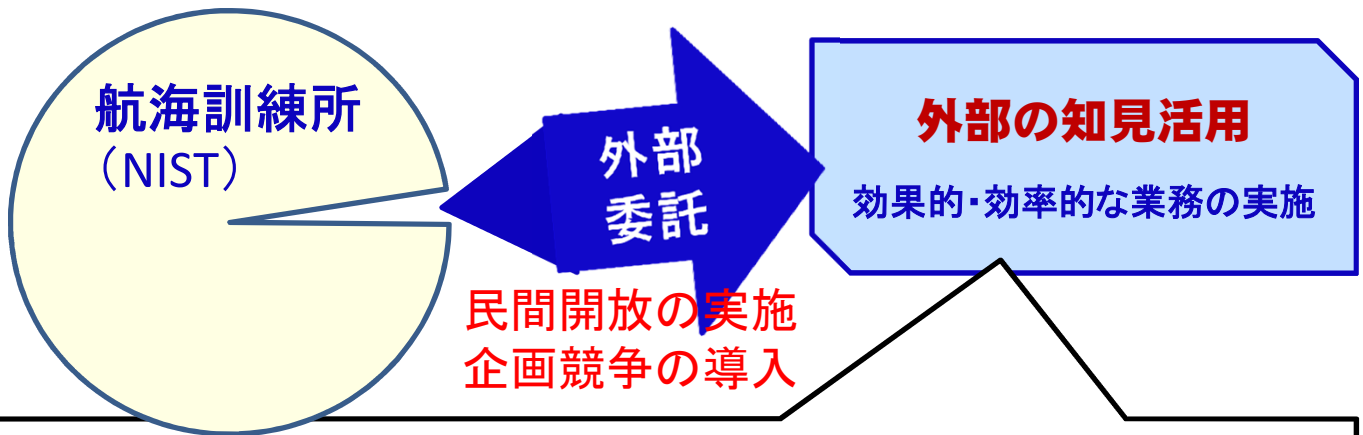 航海訓練所
（NIST）
外部
委託
民間開放の実施
企画競争の導入
外部の知見活用
効果的・効率的な業務の実施